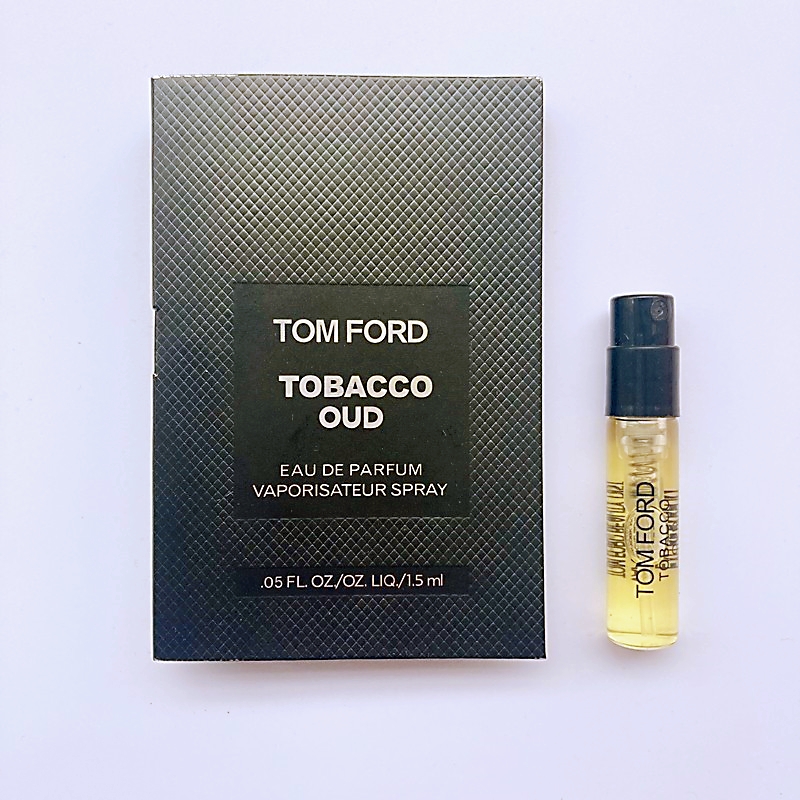 TOM FORD
TOBACCO
OUD
EAU DE PARFUM
VAPORISATEUR SPRAY
.05 FL. OZ./OZ. LIQ./1.5 ml
TOM FORD
TOBACCO